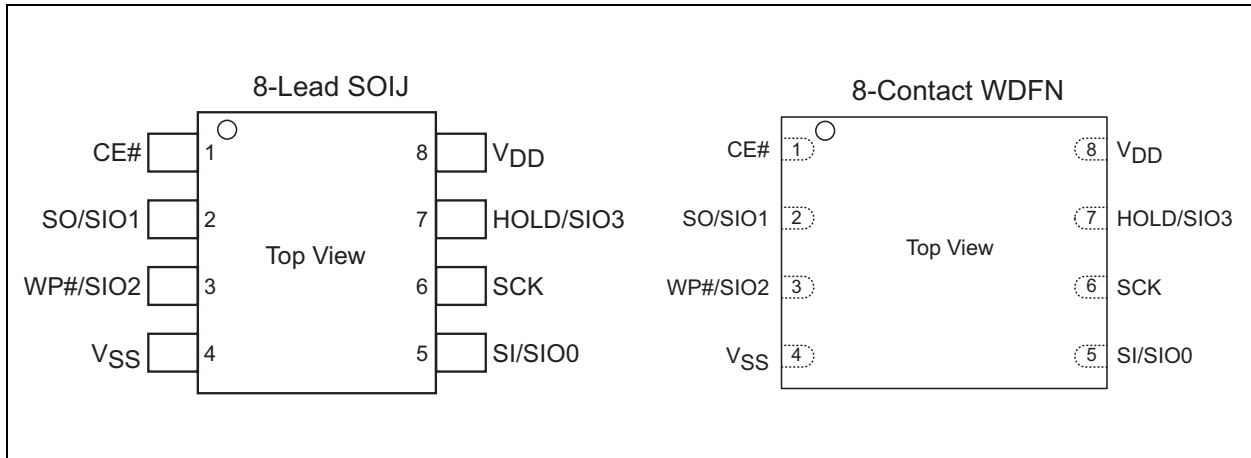 8-Lead SOIJ
CE# 1 8 VDD
SO/SIO1 2 7 HOLD/SIO3
Top View
WP#/SIO2 3 6 SCK
VSS 4 5 SI/SIO0
8-Contact WDFN
CE# 1 8 VDD
SO/SIO1 2 7 HOLD/SIO3
Top View
WP#/SIO2 3 6 SCK
VSS 4 5 SI/SIO0